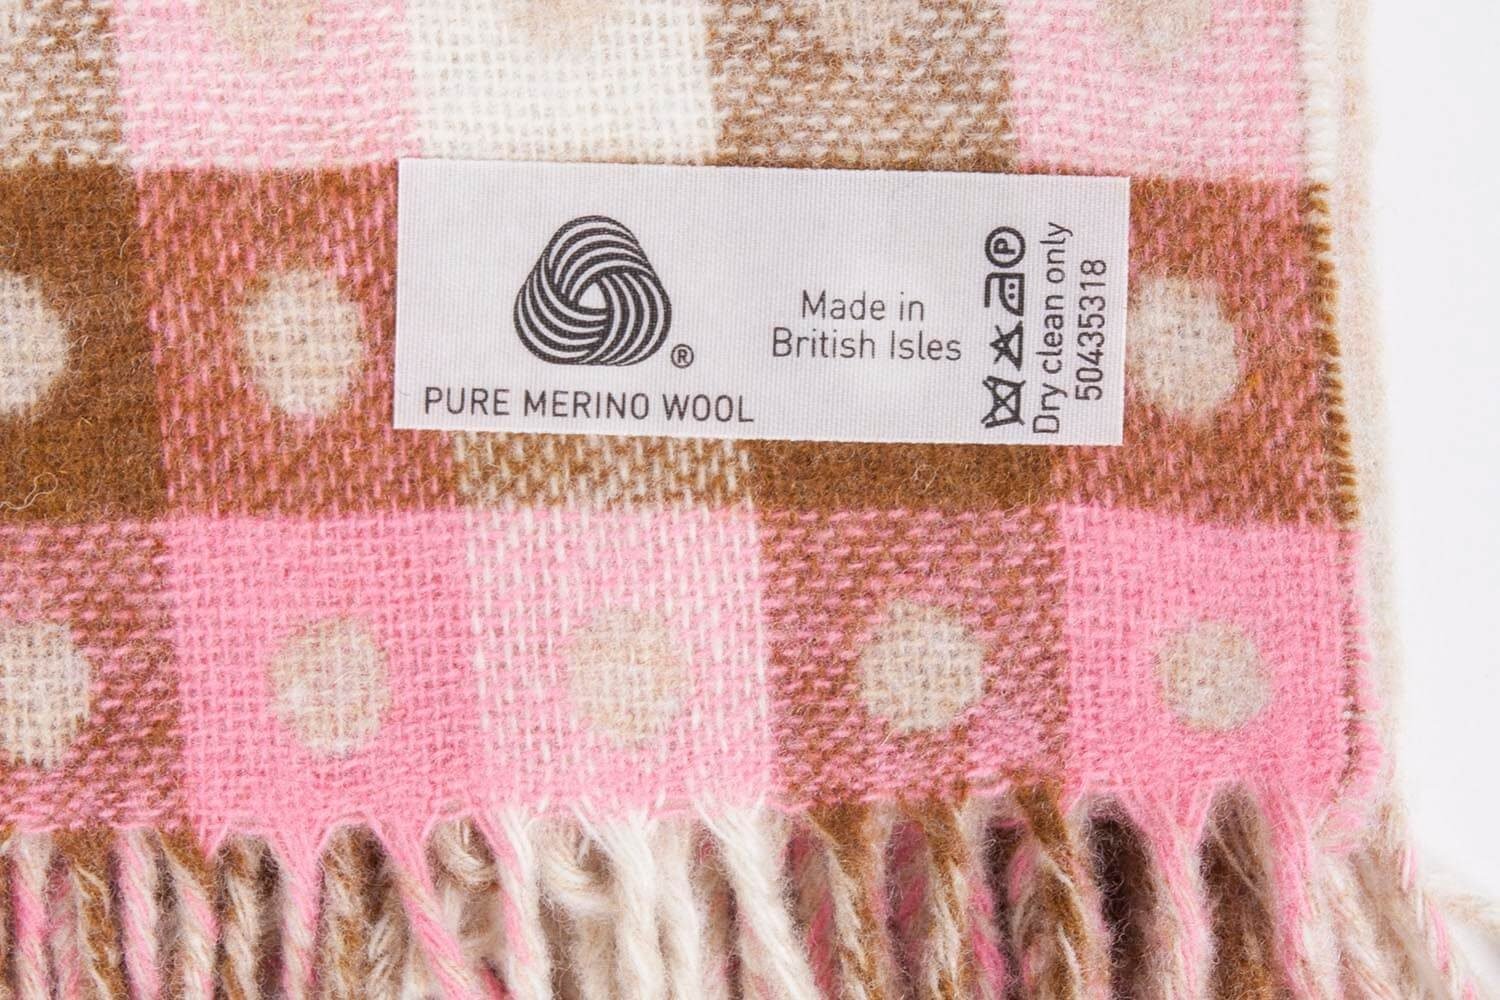 ®
PURE MERINO WOOL
Made in
British Isles
P
Dry clean only
50435318